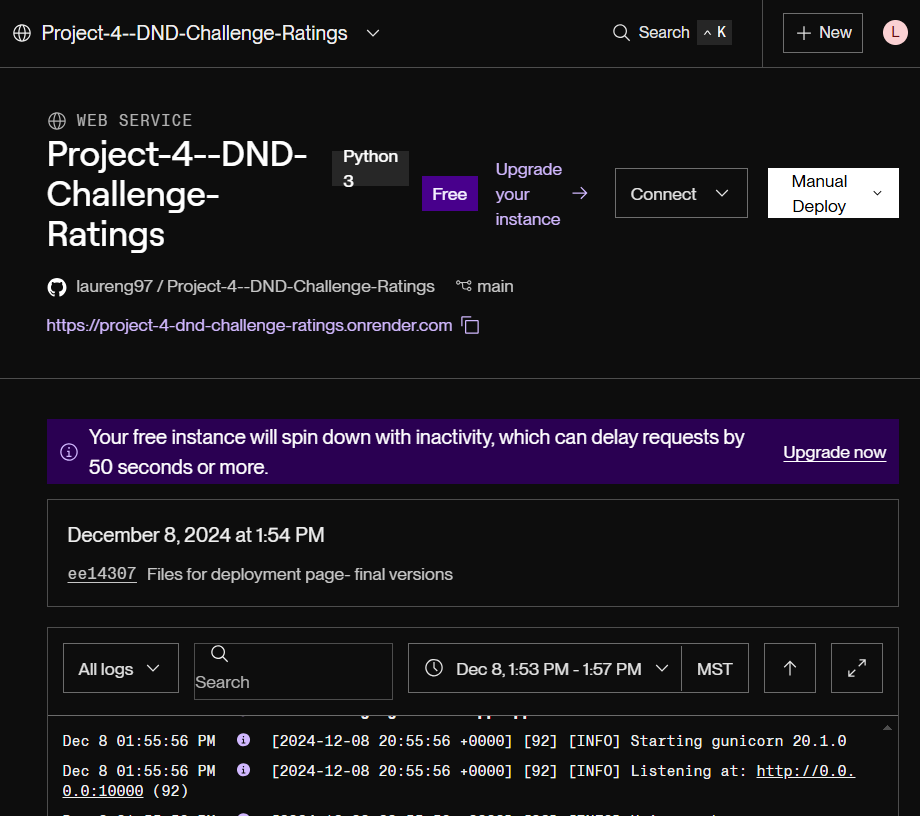 Project-4--DND-Challenge-Ratings
Search ^ K
+ New
L
WEB SERVICE
Project-4--DND-
Challenge-
Ratings
Python
3
Free
Upgrade
your
instance
Connect
Manual
Deploy
laureng97 / Project-4--DND-Challenge-Ratings
main
https://project-4-dnd-challenge-ratings.onrender.com
Your free instance will spin down with inactivity, which can delay requests by
50 seconds or more.
Upgrade now
December 8, 2024 at 1:54 PM
ee14307 Files for deployment page- final versions
All logs
Search
Dec 8, 1:53 PM - 1:57 PM
MST
Dec 8 01:55:56 PM [2024-12-08 20:55:56 +0000] [92] [INFO] Starting gunicorn 20.1.0
Dec 8 01:55:56 PM [2024-12-08 20:55:56 +0000] [92] [INFO] Listening at: http://0.0.
0.0:10000 (92)